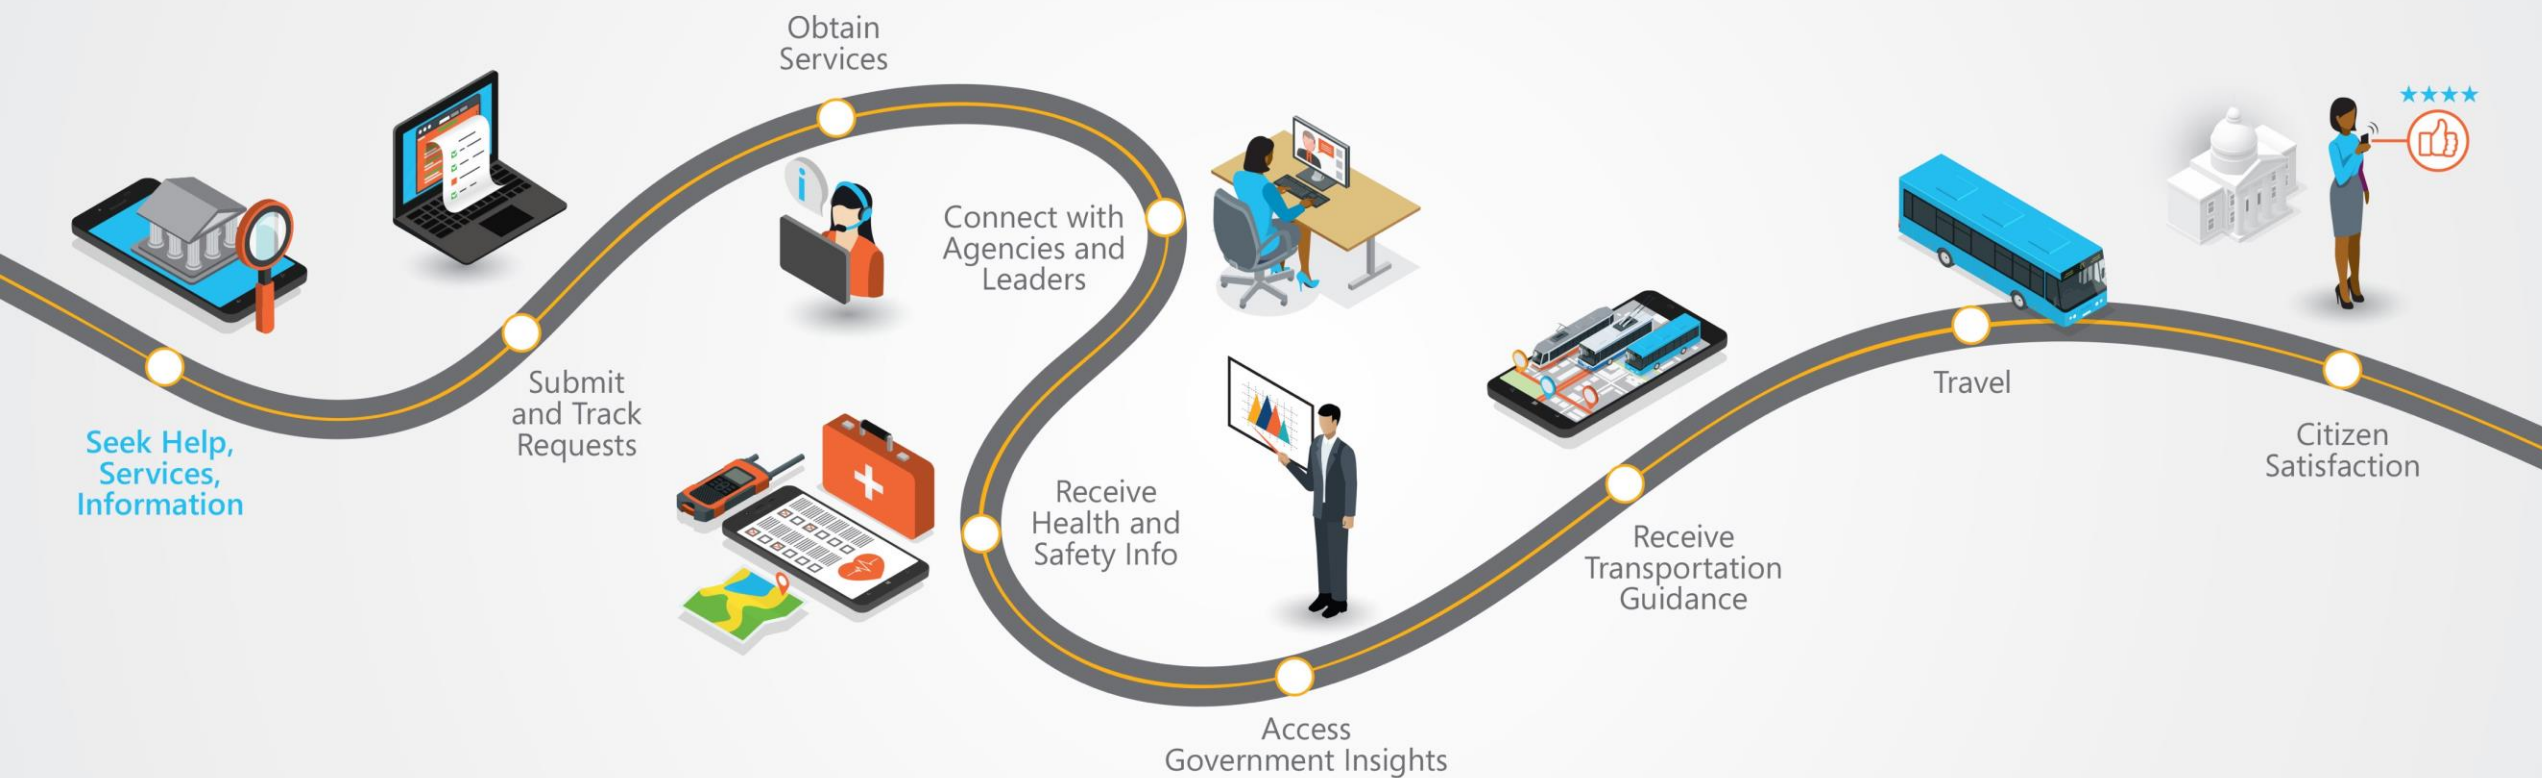 Seek Help,
Services,
Information
Submit
and Track
Requests
Obtain
Services
i
Connect with
Agencies and
Leaders
Receive
Health and
Safety Info
Access
Government Insights
Receive
Transportation
Guidance
Travel
Citizen
Satisfaction